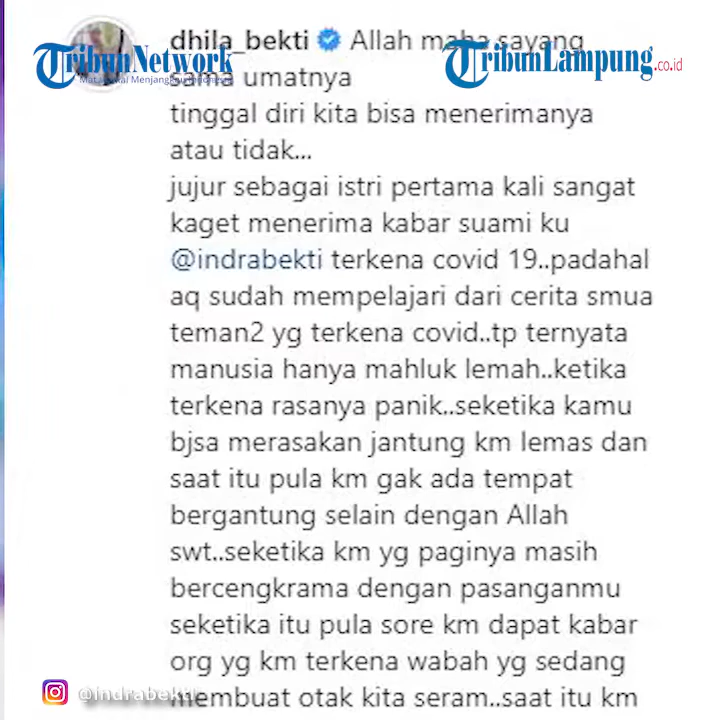 dhila_bekti Allah maha sayang
TribunNetwork
TribunLampung.co.id
Mata Lokal Menjangkau Indonesia
sama umatnya
tinggal diri kita bisa menerimanya
atau tidak...
jujur sebagai istri pertama kali sangat
kaget menerima kabar suami ku
@indrabekti terkena covid 19..padahal
aq sudah mempelajari dari cerita smua
teman2 yg terkena covid..tp ternyata
manusia hanya mahluk lemah..ketika
terkena rasanya panik..seketika kamu
bjsa merasakan jantung km lemas dan
saat itu pula km gak ada tempat
bergantung selain dengan Allah
swt..seketika km yg paginya masih
bercengkrama dengan pasanganmu
seketika itu pula sore km dapat kabar
org yg km terkena wabah yg sedang
@indrabekti
membuat otak kita seram..saat itu km